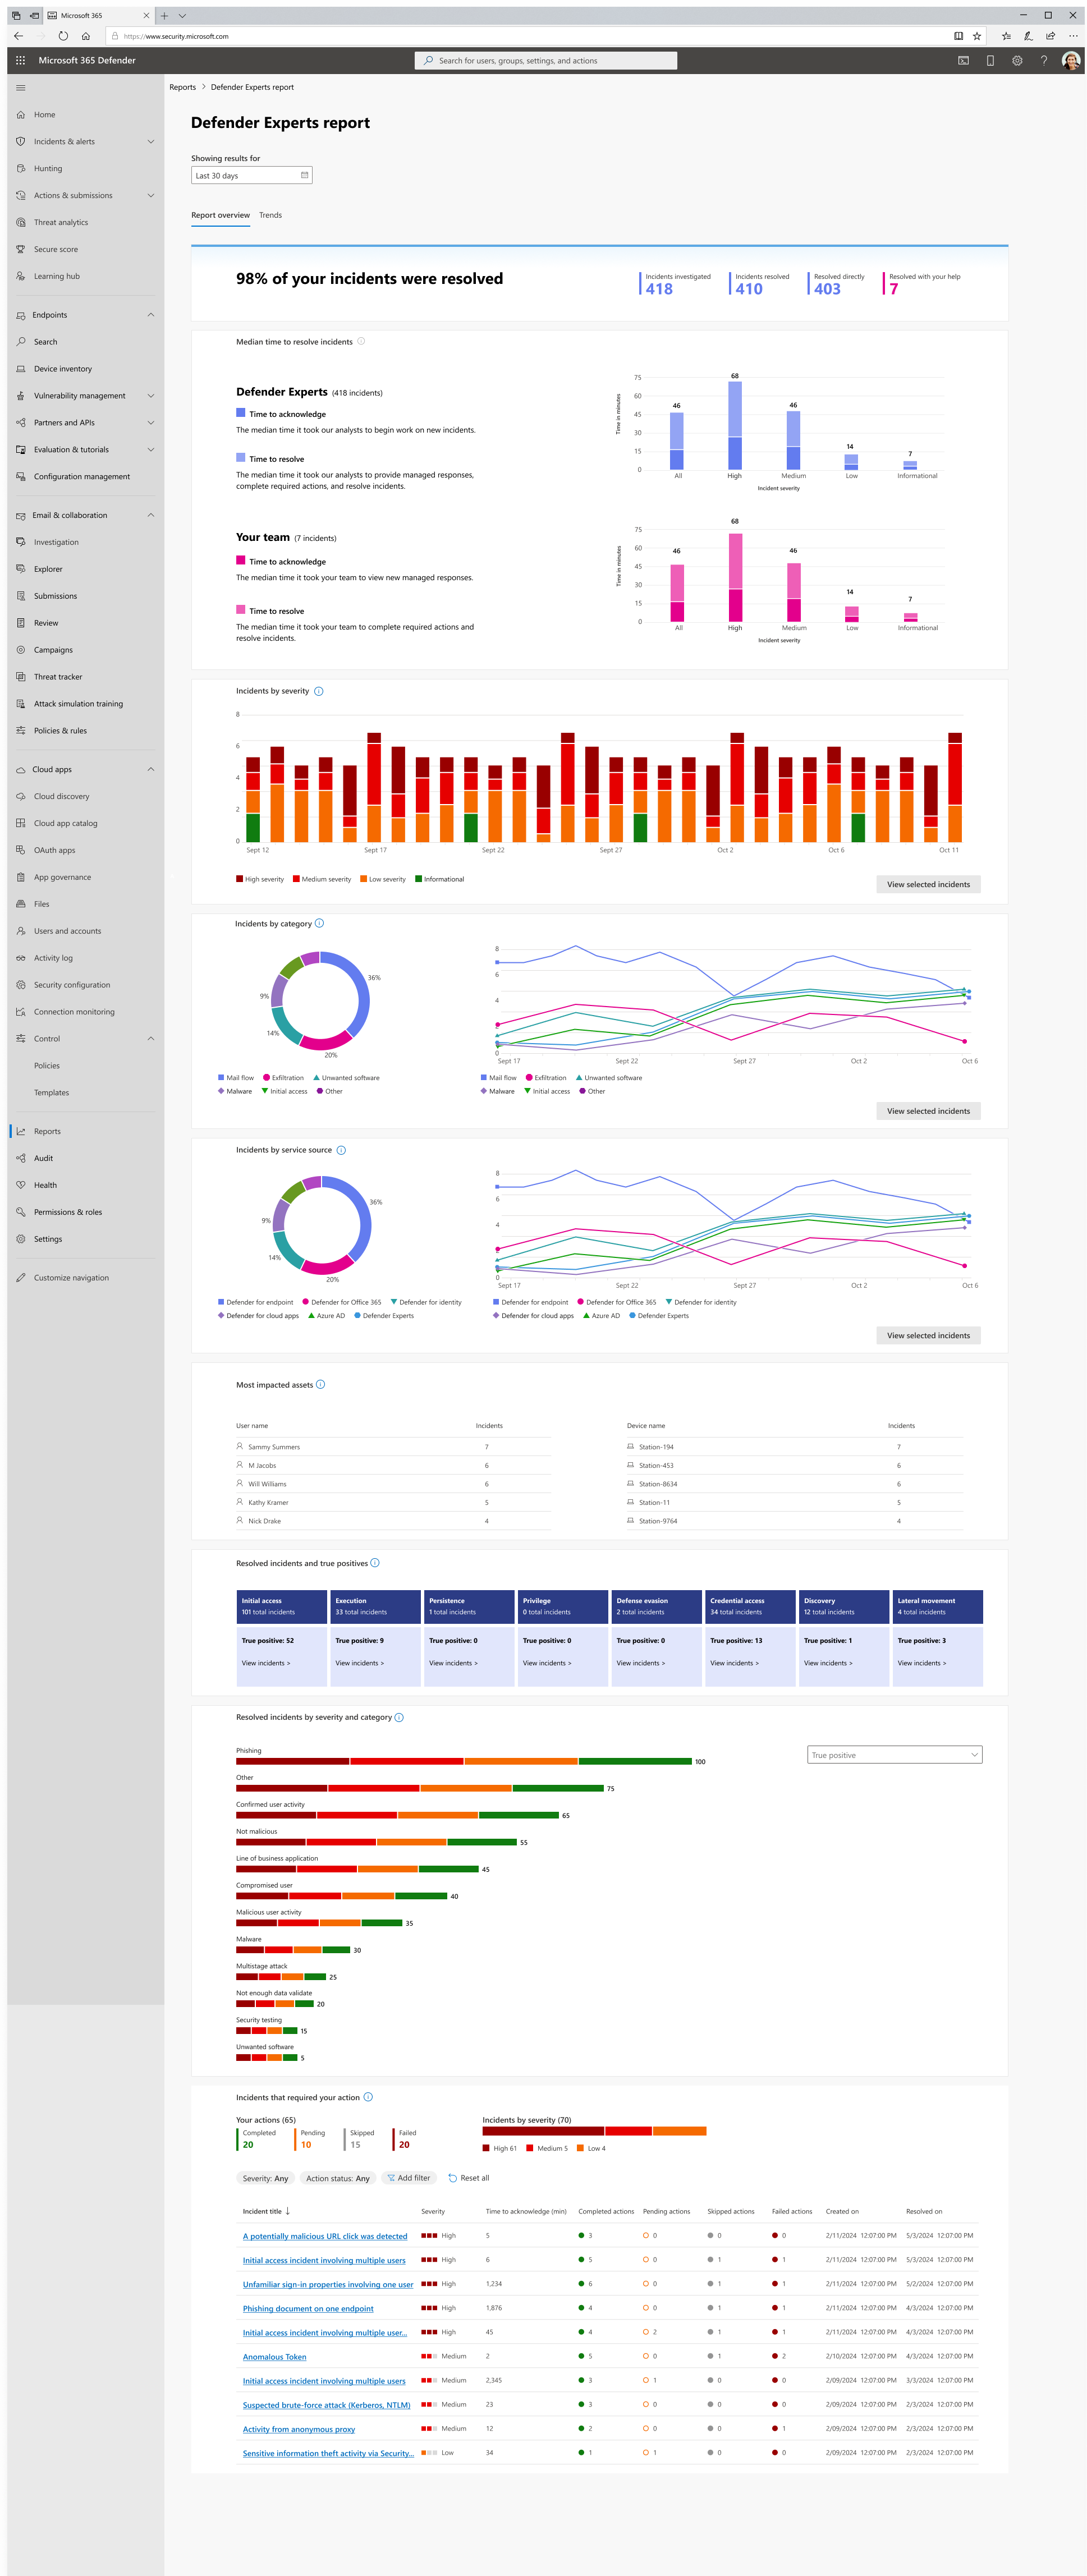 Microsoft 365
https://www.security.microsoft.com
Microsoft 365 Defender
Search for users, groups, settings, and actions
Home
Incidents & alerts
Hunting
Actions & submissions
Threat analytics
Secure score
Learning hub
Endpoints
Search
Device inventory
Vulnerability management
Partners and APIs
Evaluation & tutorials
Configuration management
Email & collaboration
Investigation
Explorer
Submissions
Review
Campaigns
Threat tracker
Attack simulation training
Policies & rules
Cloud apps
Cloud discovery
Cloud app catalog
OAuth apps
App governance
Files
Users and accounts
Activity log
Security configuration
Connection monitoring
Control
Policies
Templates
Reports
Audit
Health
Permissions & roles
Settings
Customize navigation
Reports > Defender Experts report
Defender Experts report
Showing results for
Last 30 days
Report overview Trends
98% of your incidents were resolved
Incidents investigated
418
Incidents resolved
410
Resolved directly
403
Resolved with your help
7
Median time to resolve incidents
Defender Experts (418 incidents)
Time to acknowledge
The median time it took our analysts to begin work on new incidents.
Time to resolve
The median time it took our analysts to provide managed responses,
complete required actions, and resolve incidents.
Time in minutes
75
60
45
30
15
0
46 68 46 14 7
All High Medium Low Informational
Incident severity
Your team (7 incidents)
Time to acknowledge
The median time it took your team to view new managed responses.
Time to resolve
The median time it took your team to complete required actions and
resolve incidents.
Time in minutes
75
60
45
30
15
0
46 68 46 14 7
All High Medium Low Informational
Incident severity
Incidents by severity
8
6
4
2
0
Sept 12 Sept 17 Sept 22 Sept 27 Oct 2 Oct 6 Oct 11
High severity Medium severity Low severity Informational
View selected incidents
Incidents by category
36%
20%
14%
9%
Mail flow Exfiltration Unwanted software
Malware Initial access Other
8
6
4
0
Sept 17 Sept 22 Sept 27 Oct 2 Oct 6
Mail flow Exfiltration Unwanted software
Malware Initial access Other
View selected incidents
Incidents by service source
36%
20%
14%
9%
Defender for endpoint Defender for Office 365 Defender for identity
Defender for cloud apps Azure AD Defender Experts
8
6
4
0
Sept 17 Sept 22 Sept 27 Oct 2 Oct 6
Defender for endpoint Defender for Office 365 Defender for identity
Defender for cloud apps Azure AD Defender Experts
View selected incidents
Most impacted assets
User name Incidents
Sammy Summers 7
M Jacobs 6
Will Williams 6
Kathy Kramer 5
Nick Drake 4
Device name Incidents
Station-194 7
Station-453 6
Station-8634 6
Station-11 5
Station-9764 4
Resolved incidents and true positives
Initial access
101 total incidents
True positive: 52
View incidents >
Execution
33 total incidents
True positive: 9
View incidents >
Persistence
1 total incidents
True positive: 0
View incidents >
Privilege
0 total incidents
True positive: 0
View incidents >
Defense evasion
2 total incidents
True positive: 0
View incidents >
Credential access
34 total incidents
True positive: 13
View incidents >
Discovery
12 total incidents
True positive: 1
View incidents >
Lateral movement
4 total incidents
True positive: 3
View incidents >
Resolved incidents by severity and category
True positive
Phishing
100
Other
75
Confirmed user activity
65
Not malicious
55
Line of business application
45
Compromised user
40
Malicious user activity
35
Malware
30
Multistage attack
25
Not enough data validate
20
Security testing
15
Unwanted software
5
Incidents that required your action
Your actions (65)
Completed
20
Pending
10
Skipped
15
Failed
20
Incidents by severity (70)
High 61 Medium 5 Low 4
Severity: Any Action status: Any Add filter Reset all
Incident title ↓ Severity Time to acknowledge (min) Completed actions Pending actions Skipped actions Failed actions Created on Resolved on
A potentially malicious URL click was detected High 5 3 0 0 0 2/11/2024 12:07:00 PM 5/3/2024 12:07:00 PM
Initial access incident involving multiple users High 6 5 0 1 1 2/11/2024 12:07:00 PM 5/3/2024 12:07:00 PM
Unfamiliar sign-in properties involving one user High 1,234 6 0 1 1 2/11/2024 12:07:00 PM 5/2/2024 12:07:00 PM
Phishing document on one endpoint High 1,876 4 0 1 1 2/11/2024 12:07:00 PM 4/3/2024 12:07:00 PM
Initial access incident involving multiple user... High 45 4 2 1 1 2/11/2024 12:07:00 PM 4/3/2024 12:07:00 PM
Anomalous Token Medium 2 5 0 1 2 2/10/2024 12:07:00 PM 4/3/2024 12:07:00 PM
Initial access incident involving multiple users Medium 2,345 3 1 0 0 2/09/2024 12:07:00 PM 3/3/2024 12:07:00 PM
Suspected brute-force attack (Kerberos, NTLM) Medium 23 3 0 0 0 2/09/2024 12:07:00 PM 2/3/2024 12:07:00 PM
Activity from anonymous proxy Medium 12 2 0 0 1 2/09/2024 12:07:00 PM 2/3/2024 12:07:00 PM
Sensitive information theft activity via Security... Low 34 1 1 0 0 2/09/2024 12:07:00 PM 2/3/2024 12:07:00 PM